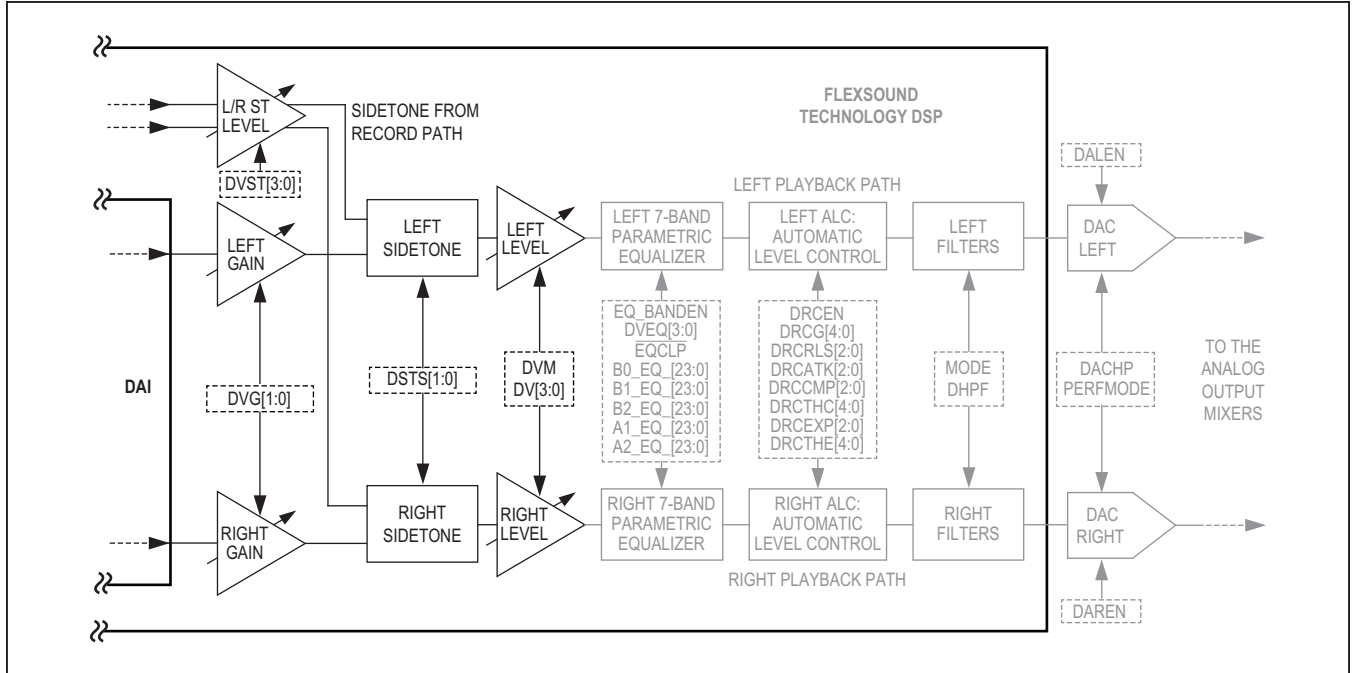 L/R ST
LEVEL
SIDETONE FROM
RECORD PATH
FLEXSOUND
TECHNOLOGY DSP
DVST[3:0]
DAI
LEFT
GAIN
LEFT
SIDETONE
LEFT
LEVEL
LEFT PLAYBACK PATH
LEFT 7-BAND
PARAMETRIC
EQUALIZER
LEFT ALC:
AUTOMATIC
LEVEL CONTROL
LEFT
FILTERS
DALEN
DAC
LEFT
DVG[1:0]
DSTS[1:0]
DVM
DV[3:0]
EQ_BANDEN
DVEQ[3:0]
EQCLP
B0_EQ_[23:0]
B1_EQ_[23:0]
B2_EQ_[23:0]
A1_EQ_[23:0]
A2_EQ_[23:0]
DRCEN
DRCG[4:0]
DRCRLS[2:0]
DRCATK[2:0]
DRCCMP[2:0]
DRCTHC[4:0]
DRCEXP[2:0]
DRCTHE[4:0]
MODE
DHPF
DACHP
PERFMODE
TO THE
ANALOG
OUTPUT
MIXERS
RIGHT
GAIN
RIGHT
SIDETONE
RIGHT
LEVEL
RIGHT 7-BAND
PARAMETRIC
EQUALIZER
RIGHT ALC:
AUTOMATIC
LEVEL CONTROL
RIGHT
FILTERS
DAC
RIGHT
RIGHT PLAYBACK PATH
DAREN